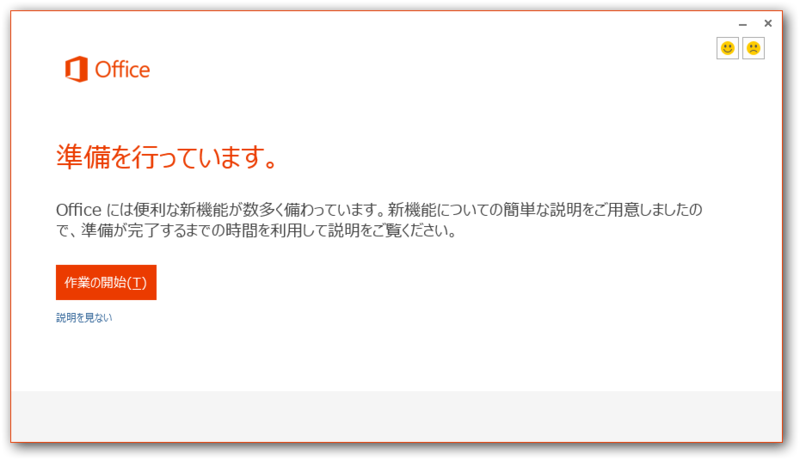 Office
準備を行っています。
Office には便利な新機能が数多く備わっています。新機能についての簡単な説明をご用意しましたの
で、準備が完了するまでの時間を利用して説明をご覧ください。
作業の開始(T)
説明を見ない